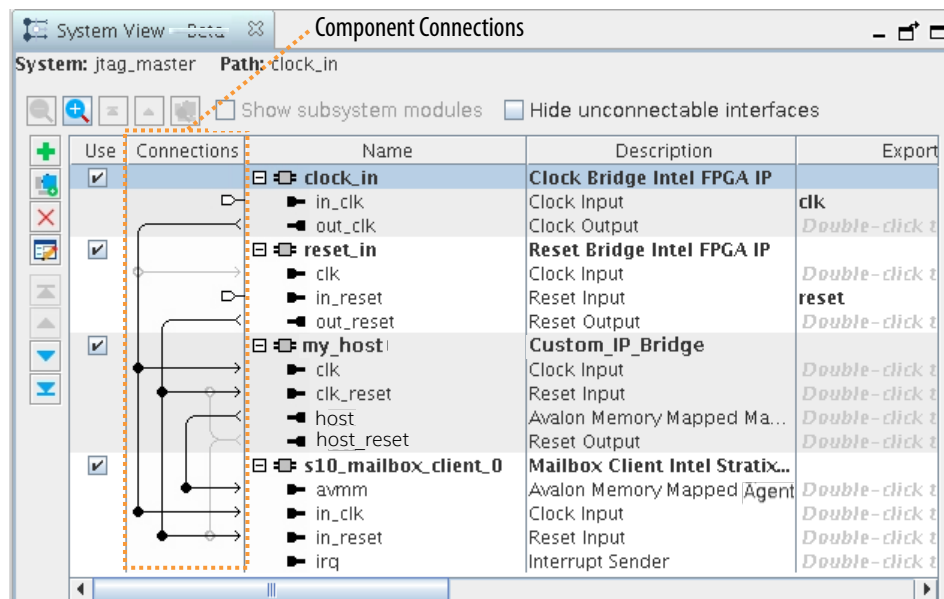 Component Connections
System View - Beta
System: jtag_master Path: clock_in
Show subsystem modules Hide unconnectable interfaces
Use Connections Name Description Export
clock_in Clock Bridge Intel FPGA IP
in_clk Clock Input clk
out_clk Clock Output Double-click t
reset_in Reset Bridge Intel FPGA IP
clk Clock Input Double-click t
in_reset Reset Input reset
out_reset Reset Output Double-click t
my_host Custom_IP_Bridge
clk Clock Input Double-click t
clk_reset Reset Input Double-click t
host Avalon Memory Mapped Ma... Double-click t
host_reset Reset Output Double-click t
s10_mailbox_client_0 Mailbox Client Intel Stratix...
avmm Avalon Memory Mapped Agent Double-click t
in_clk Clock Input Double-click t
in_reset Reset Input Double-click t
irq Interrupt Sender Double-click t